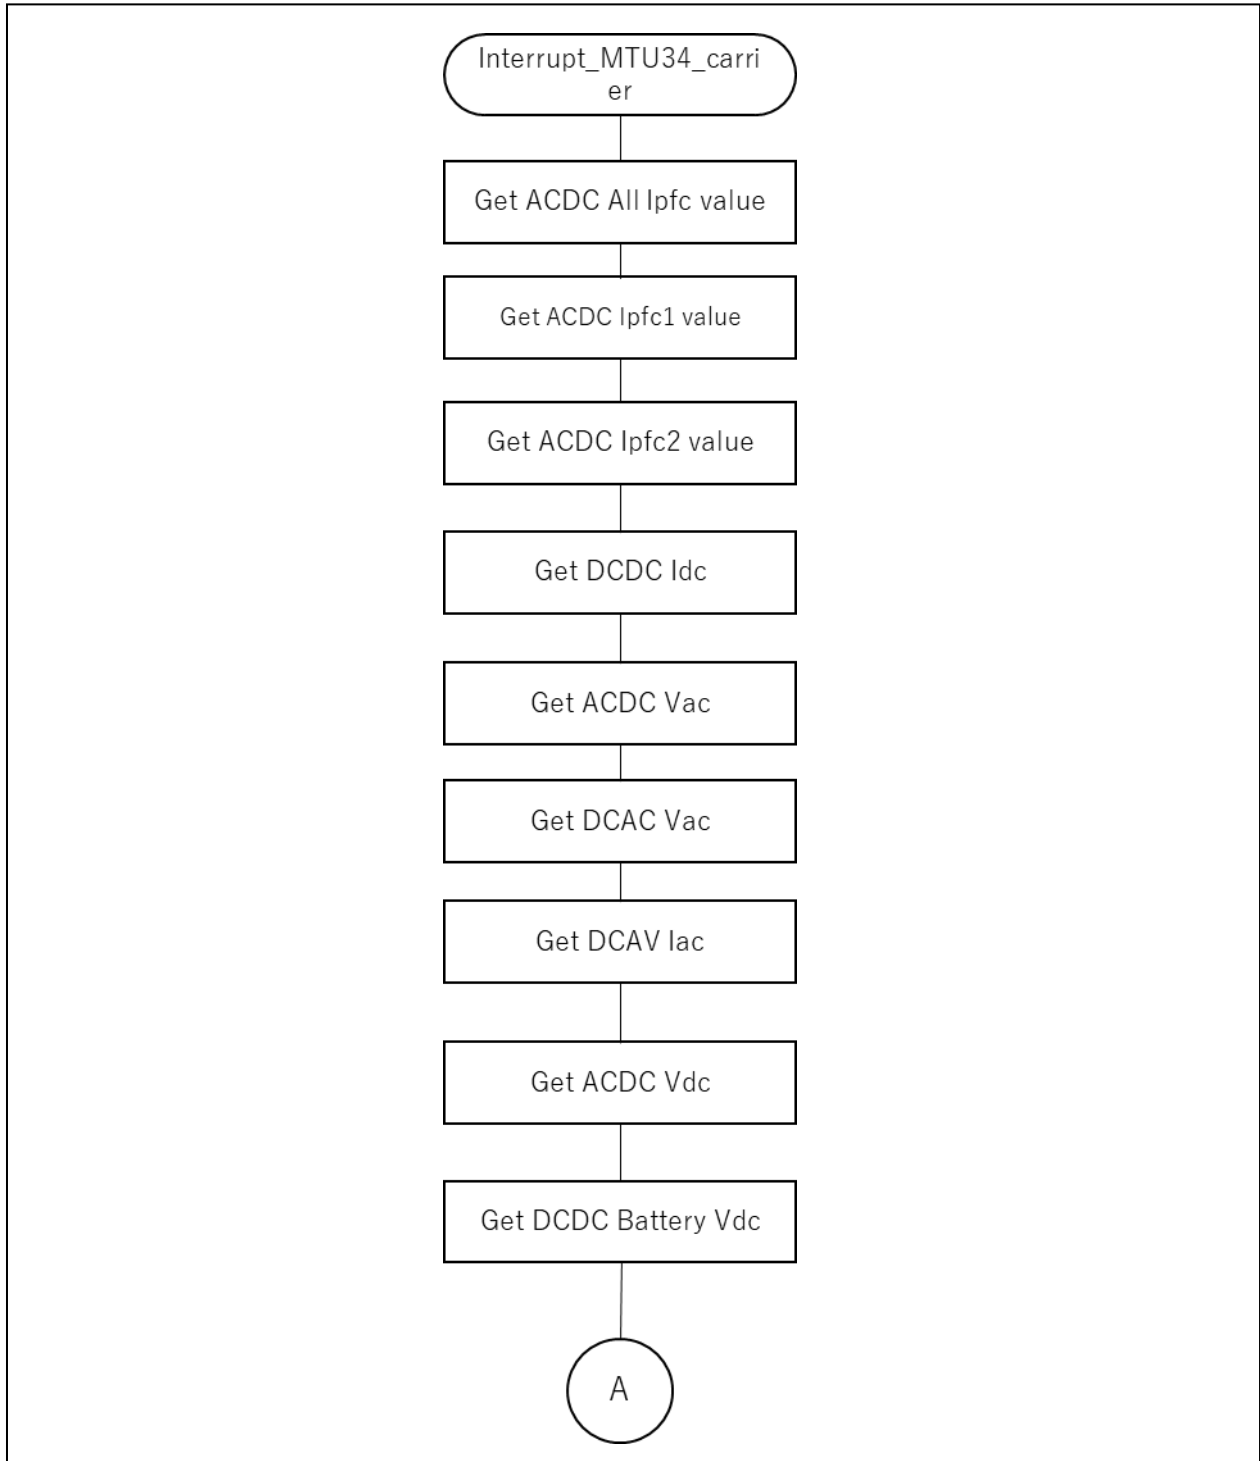 Interrupt_MTU34_carri
er
Get ACDC All Ipfc value
Get ACDC Ipfc1 value
Get ACDC Ipfc2 value
Get DCDC Idc
Get ACDC Vac
Get DCAC Vac
Get DCAV Iac
Get ACDC Vdc
Get DCDC Battery Vdc
A